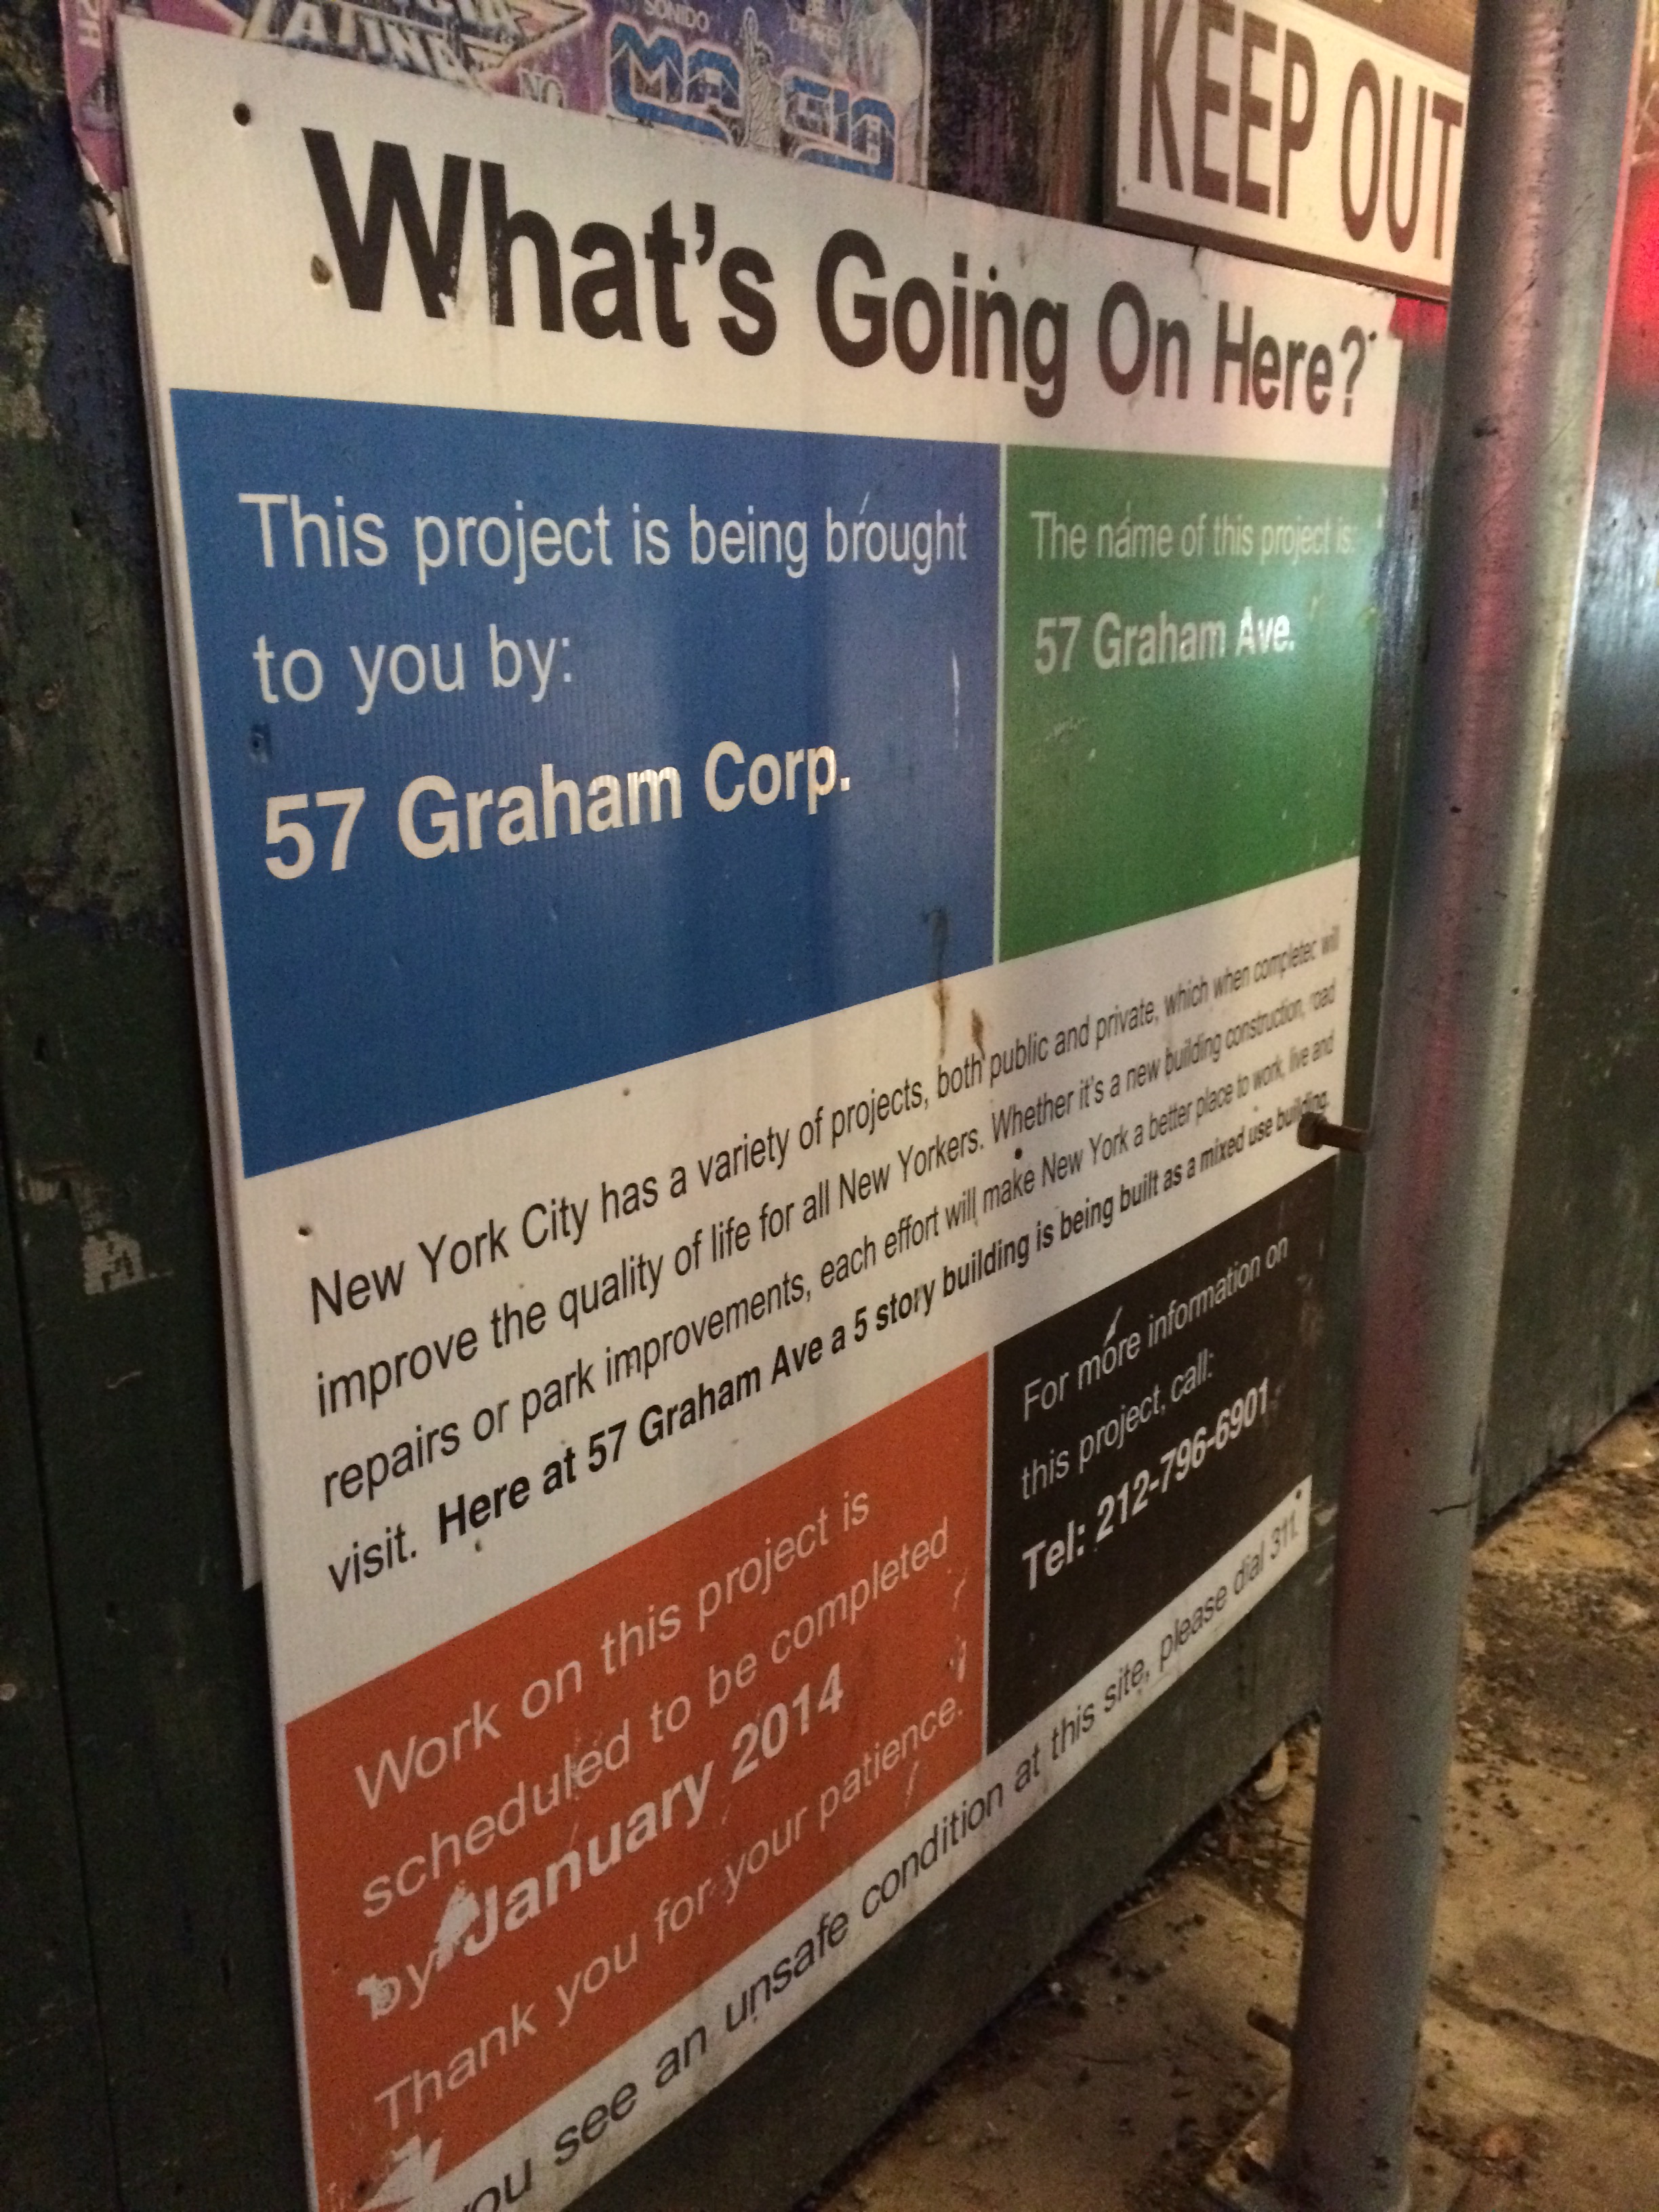 LATINA
SONIDO
KEEP OUT
What's Going On Here?
This project is being brought
to you by:
57 Graham Corp.
The name of this project is:
57 Graham Ave.
New York City has a variety of projects, both public and private, which when completed will
improve the quality of life for all New Yorkers. Whether it's a new building construction, road
repairs or park improvements, each effort will make New York a better place to work, live and
visit. Here at 57 Graham Ave a 5 story building is being built as a mixed use building.
Work on this project is
scheduled to be completed
by January 2014
Thank you for your patience.
For more information on
this project, call:
Tel: 212-796-6901
you see an unsafe condition at this site, please dial 311.